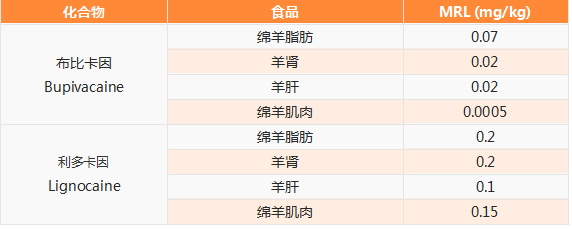 化合物 食品 MRL (mg/kg)
布比卡因
Bupivacaine
绵羊脂肪 0.07
羊肾 0.02
羊肝 0.02
绵羊肌肉 0.0005
利多卡因
Lignocaine
绵羊脂肪 0.2
羊肾 0.2
羊肝 0.1
绵羊肌肉 0.15